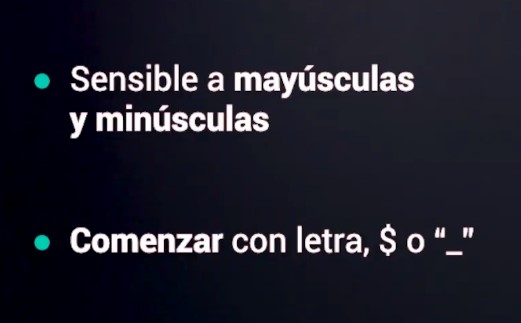 Sensible a mayúsculas
y minúsculas
Comenzar con letra, $ o “_”